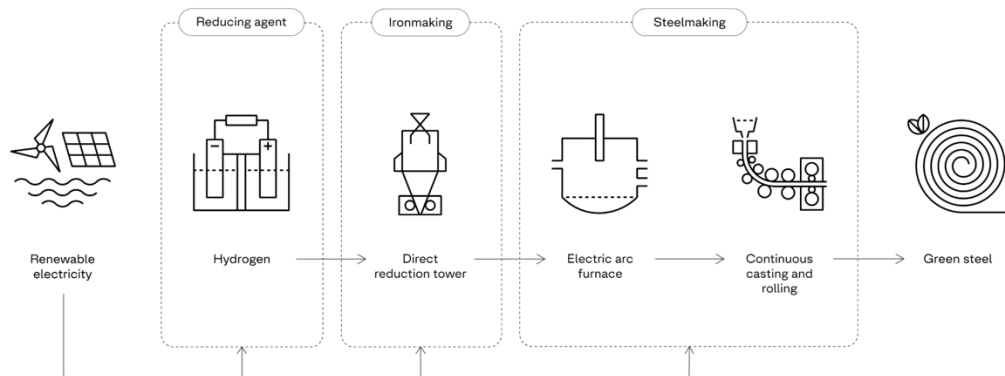 Reducing agent
Ironmaking
Steelmaking
−
+
Renewable
electricity
Hydrogen
Direct
reduction tower
Electric arc
furnace
Continuous
casting and
rolling
Green steel